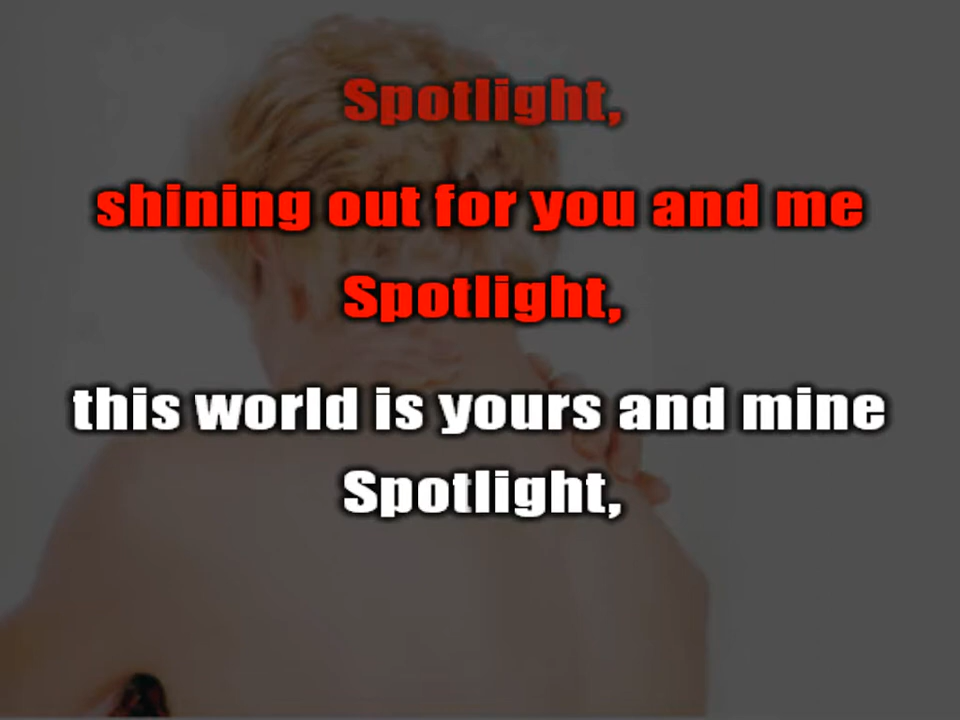 Spotlight,
shining out for you and me
Spotlight,
this world is yours and mine
Spotlight,